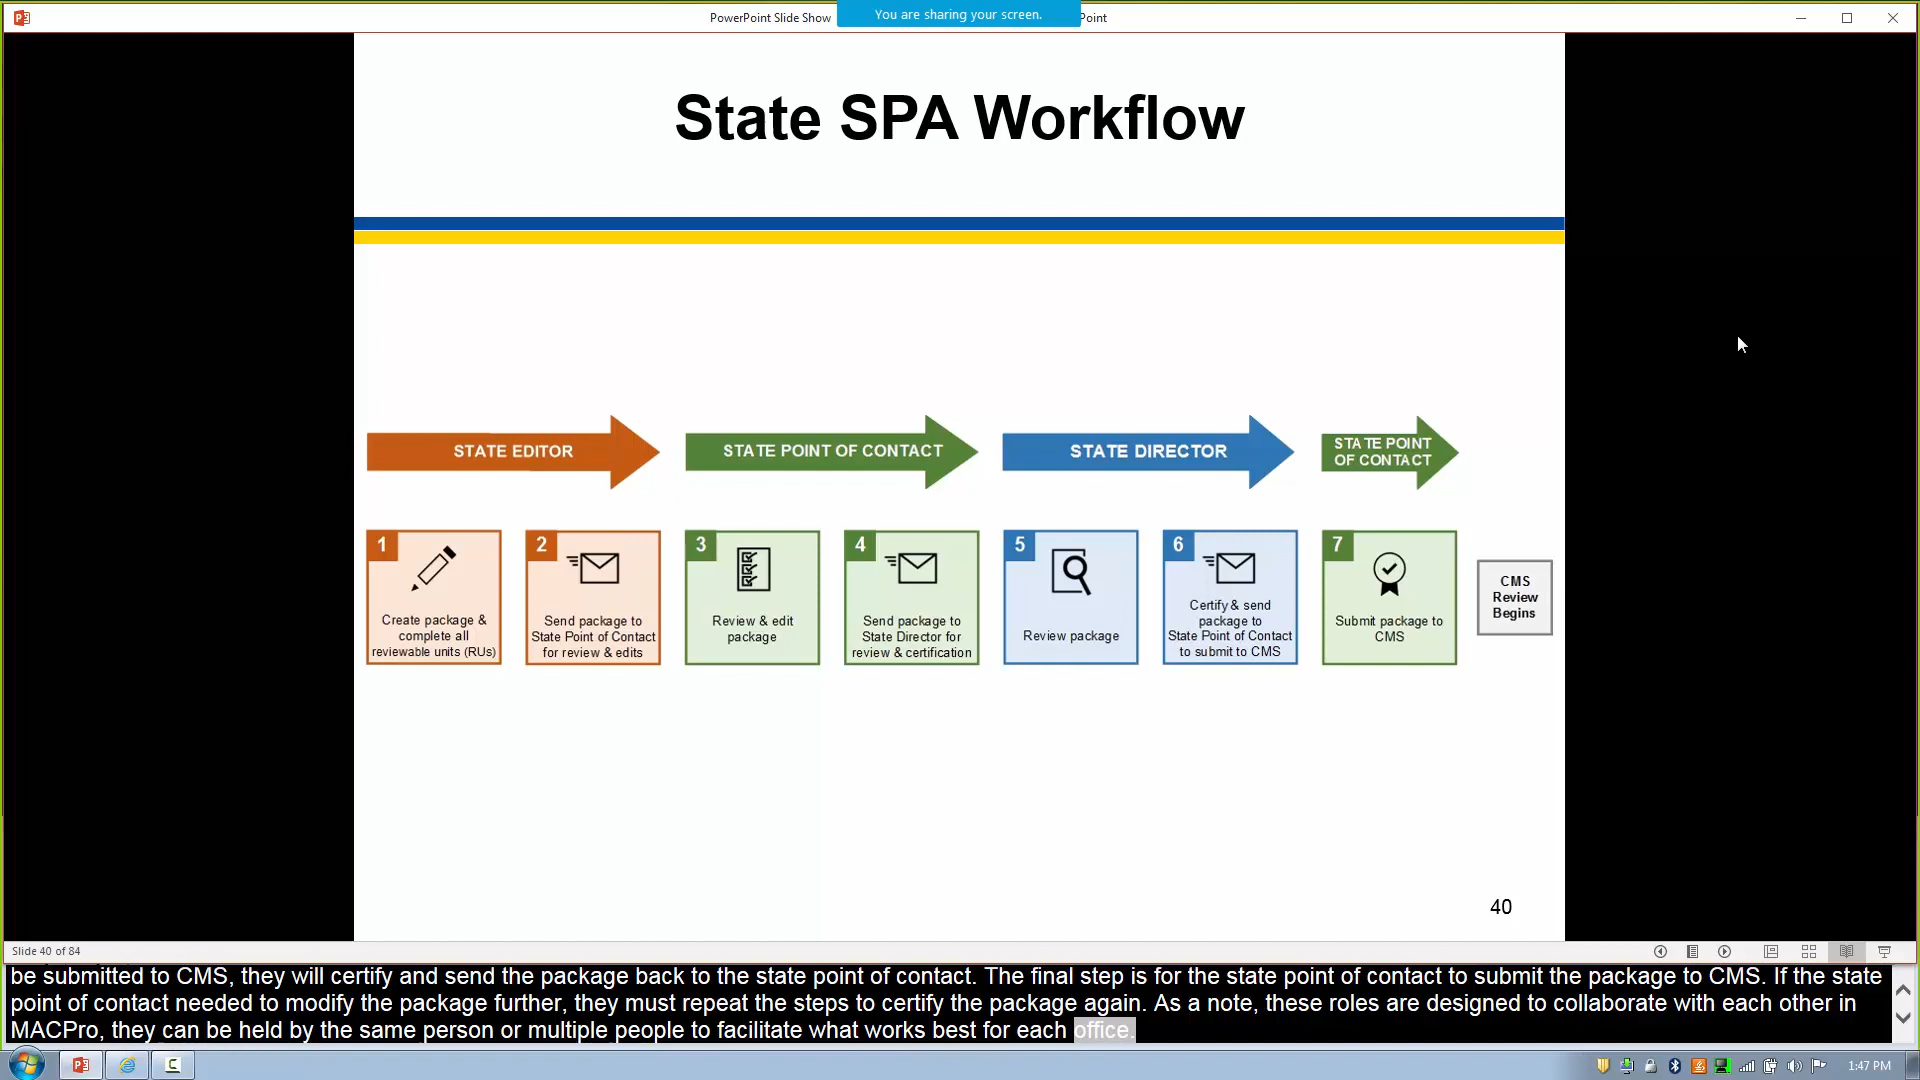 PowerPoint Slide Show
You are sharing your screen.
Point
State SPA Workflow
STATE EDITOR
STATE POINT OF CONTACT
STATE DIRECTOR
STATE POINT
OF CONTACT
1
Create package &
complete all
reviewable units (RUs)
2
Send package to
State Point of Contact
for review & edits
3
Review & edit
package
4
Send package to
State Director for
review & certification
5
Review package
6
Certify & send
package to
State Point of Contact
to submit to CMS
7
Submit package to
CMS
CMS
Review
Begins
40
Slide 40 of 84
be submitted to CMS, they will certify and send the package back to the state point of contact. The final step is for the state point of contact to submit the package to CMS. If the state
point of contact needed to modify the package further, they must repeat the steps to certify the package again. As a note, these roles are designed to collaborate with each other in
MACPro, they can be held by the same person or multiple people to facilitate what works best for each office.
1:47 PM